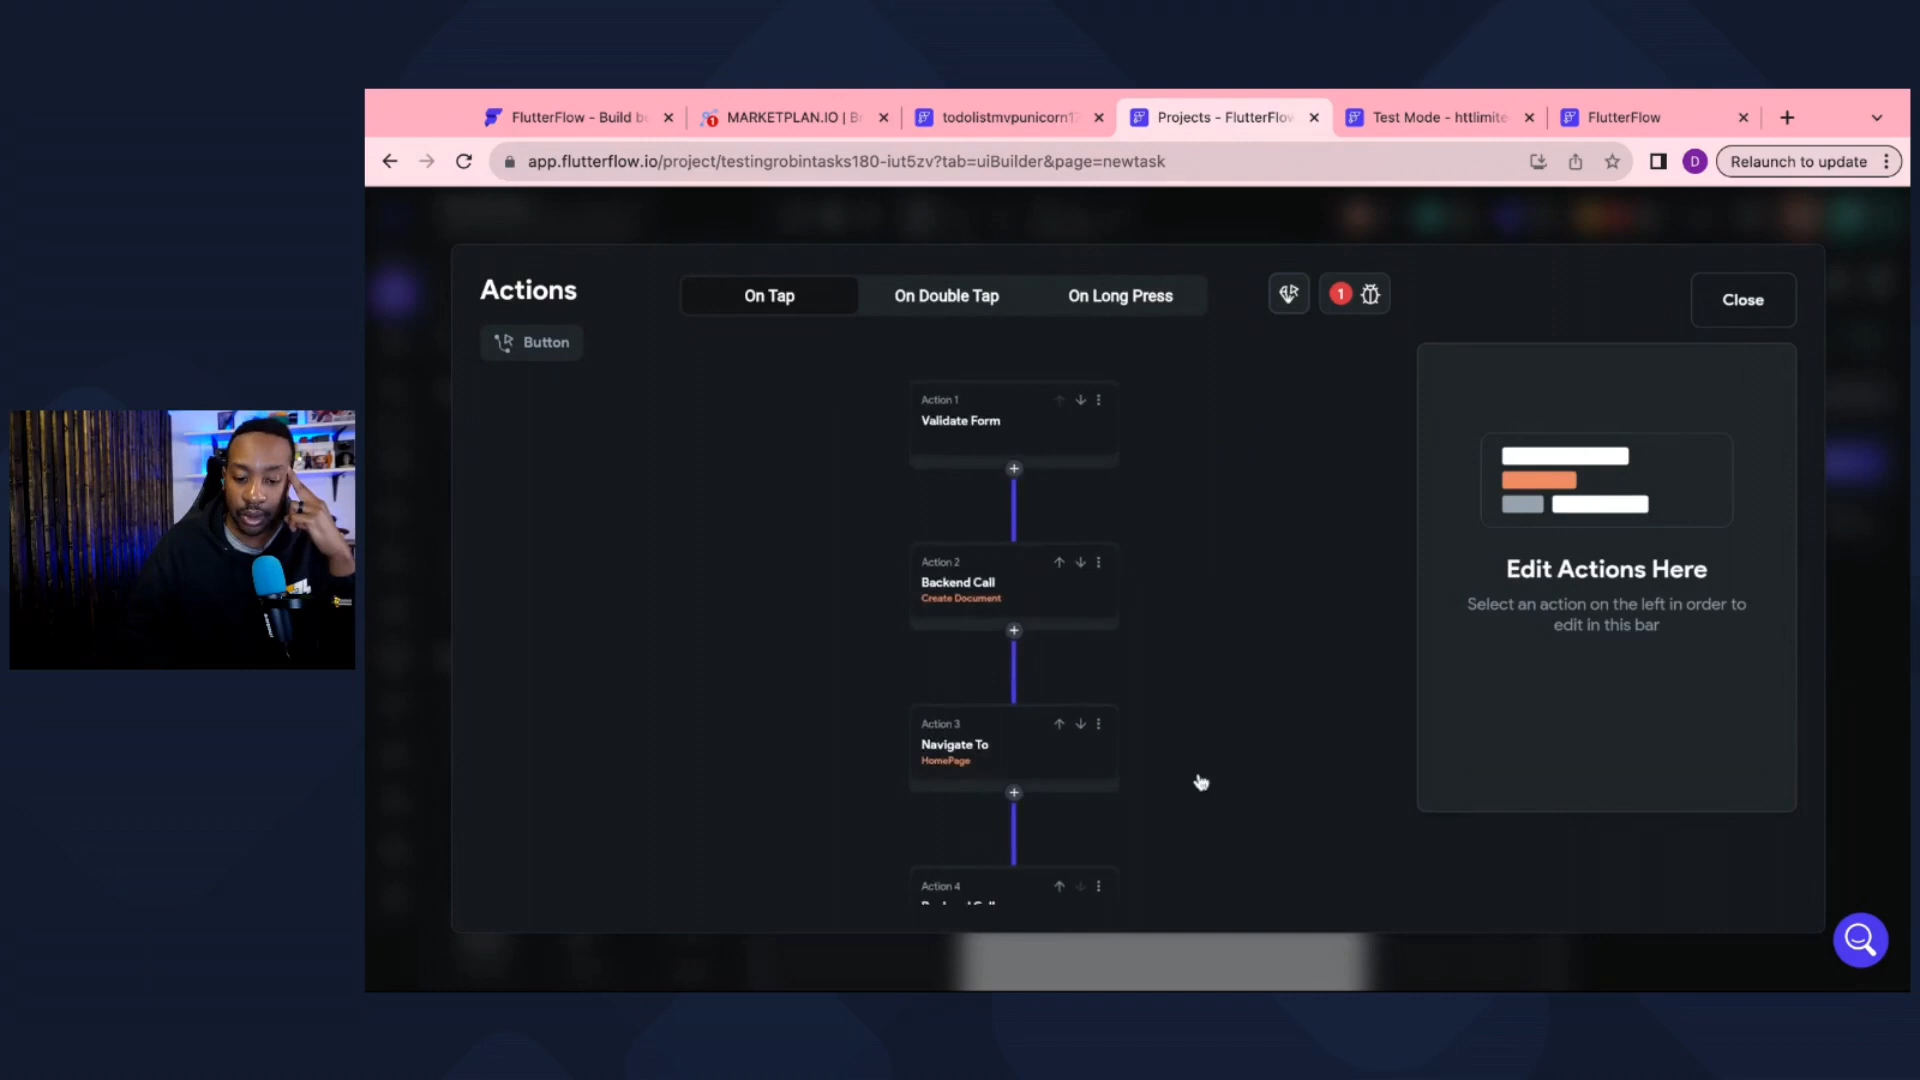 FlutterFlow - Build b
MARKETPLAN.IO | B
todolistmvpunicorn1
Projects - FlutterFlow
Test Mode - httlimite
FlutterFlow
app.flutterflow.io/project/testingrobintasks180-iut5zv?tab=uiBuilder&page=newtask
D
Relaunch to update
Actions
On Tap
On Double Tap
On Long Press
1
Close
Button
Action 1
Validate Form
Action 2
Backend Call
Create Document
Action 3
Navigate To
HomePage
Action 4
Edit Actions Here
Select an action on the left in order to
edit in this bar